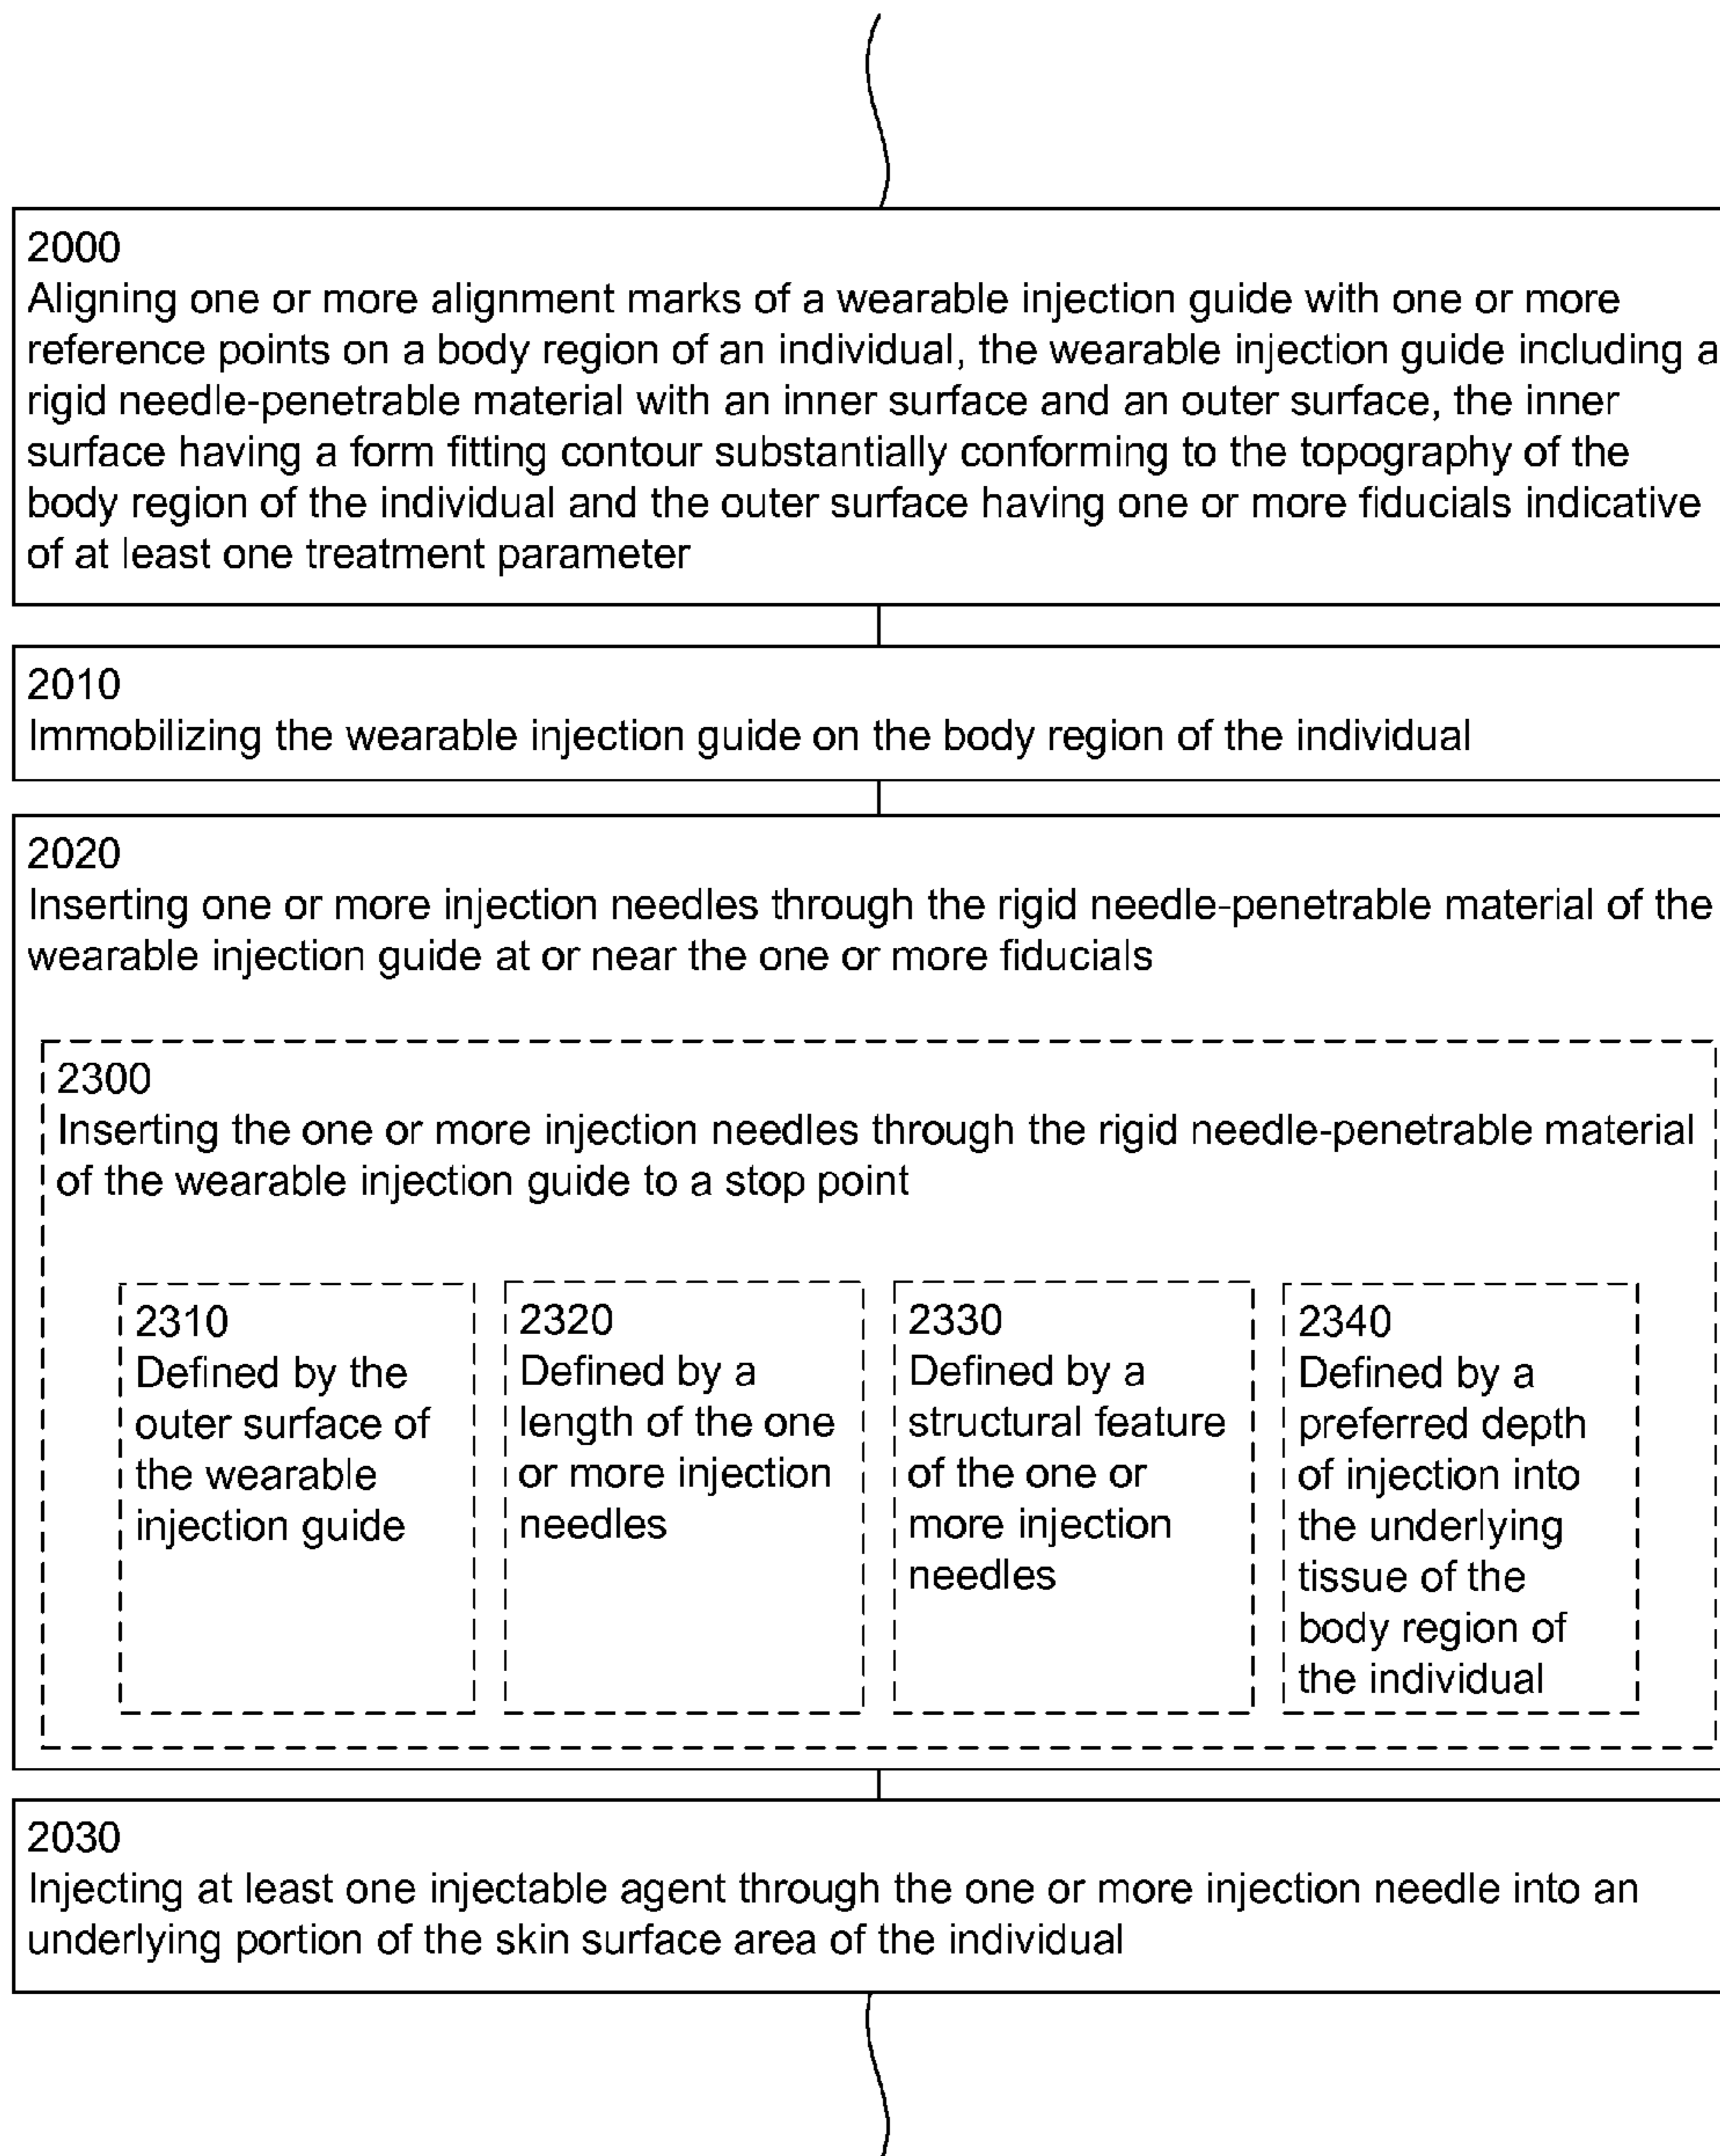 2000
Aligning one or more alignment marks of a wearable injection guide with one or more
reference points on a body region of an individual, the wearable injection guide including a
rigid needle-penetrable material with an inner surface and an outer surface, the inner
surface having a form fitting contour substantially conforming to the topography of the
body region of the individual and the outer surface having one or more fiducials indicative
of at least one treatment parameter
2010
Immobilizing the wearable injection guide on the body region of the individual
2020
Inserting one or more injection needles through the rigid needle-penetrable material of the
wearable injection guide at or near the one or more fiducials
2300
Inserting the one or more injection needles through the rigid needle-penetrable material
of the wearable injection guide to a stop point
2310
Defined by the
outer surface of
the wearable
injection guide
2320
Defined by a
length of the one
or more injection
needles
2330
Defined by a
structural feature
of the one or
more injection
needles
2340
Defined by a
preferred depth
of injection into
the underlying
tissue of the
body region of
the individual
2030
Injecting at least one injectable agent through the one or more injection needle into an
underlying portion of the skin surface area of the individual